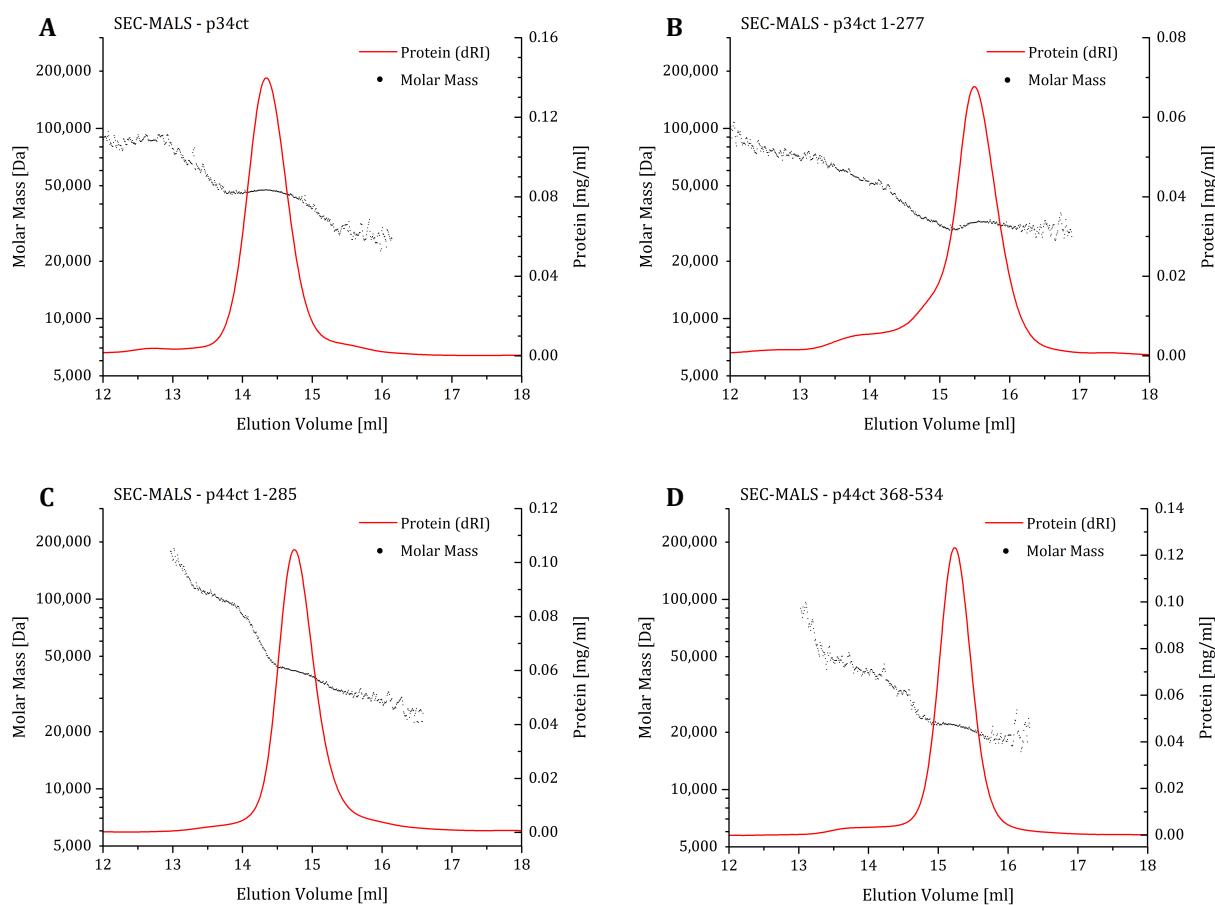 A SEC-MALS - p34ct
Protein (dRI)
Molar Mass
200,000
100,000
50,000
20,000
10,000
5,000
Molar Mass [Da]
0.16
0.12
0.08
0.04
0.00
Protein [mg/ml]
12 13 14 15 16 17 18
Elution Volume [ml]
B SEC-MALS - p34ct 1-277
Protein (dRI)
Molar Mass
200,000
100,000
50,000
20,000
10,000
5,000
Molar Mass [Da]
0.08
0.06
0.04
0.02
0.00
Protein [mg/ml]
12 13 14 15 16 17 18
Elution Volume [ml]
C SEC-MALS - p44ct 1-285
Protein (dRI)
Molar Mass
200,000
100,000
50,000
20,000
10,000
5,000
Molar Mass [Da]
0.12
0.10
0.08
0.06
0.04
0.02
0.00
Protein [mg/ml]
12 13 14 15 16 17 18
Elution Volume [ml]
D SEC-MALS - p44ct 368-534
Protein (dRI)
Molar Mass
200,000
100,000
50,000
20,000
10,000
5,000
Molar Mass [Da]
0.14
0.12
0.10
0.08
0.06
0.04
0.02
0.00
Protein [mg/ml]
12 13 14 15 16 17 18
Elution Volume [ml]